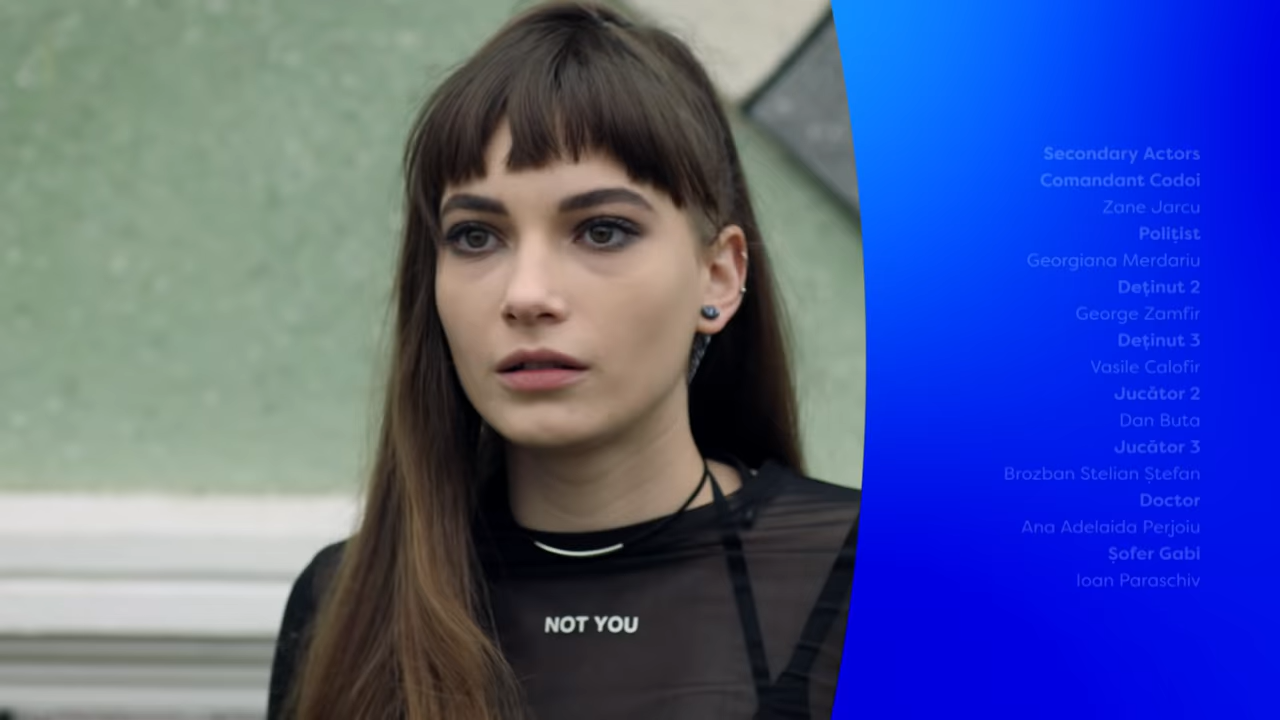 Secondary Actors
Comandant Codoi
Zane Jarcu
Polițist
Georgiana Merdariu
Deținut 2
George Zamfir
Deținut 3
Vasile Calofir
Jucător 2
Dan Buta
Jucător 3
Brozban Stelian Ștefan
Doctor
Ana Adelaida Perjoiu
Șofer Gabi
Ioan Paraschiv
NOT YOU